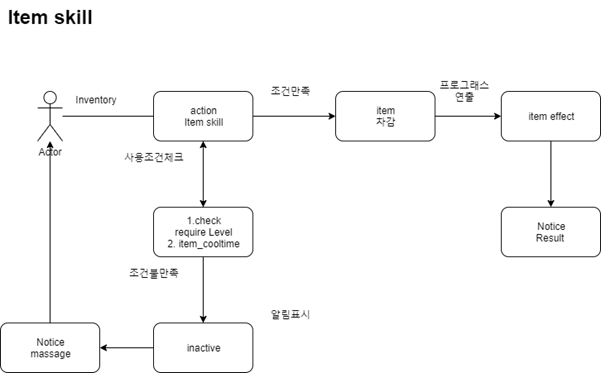 Item skill
Inventory
Actor
action
Item skill
조건만족
item
자감
프로그래스
연출
item effect
사용조건체크
1.check
require Level
2. item_cooltime
Notice
Result
조건불만족
알림표시
inactive
Notice
massage